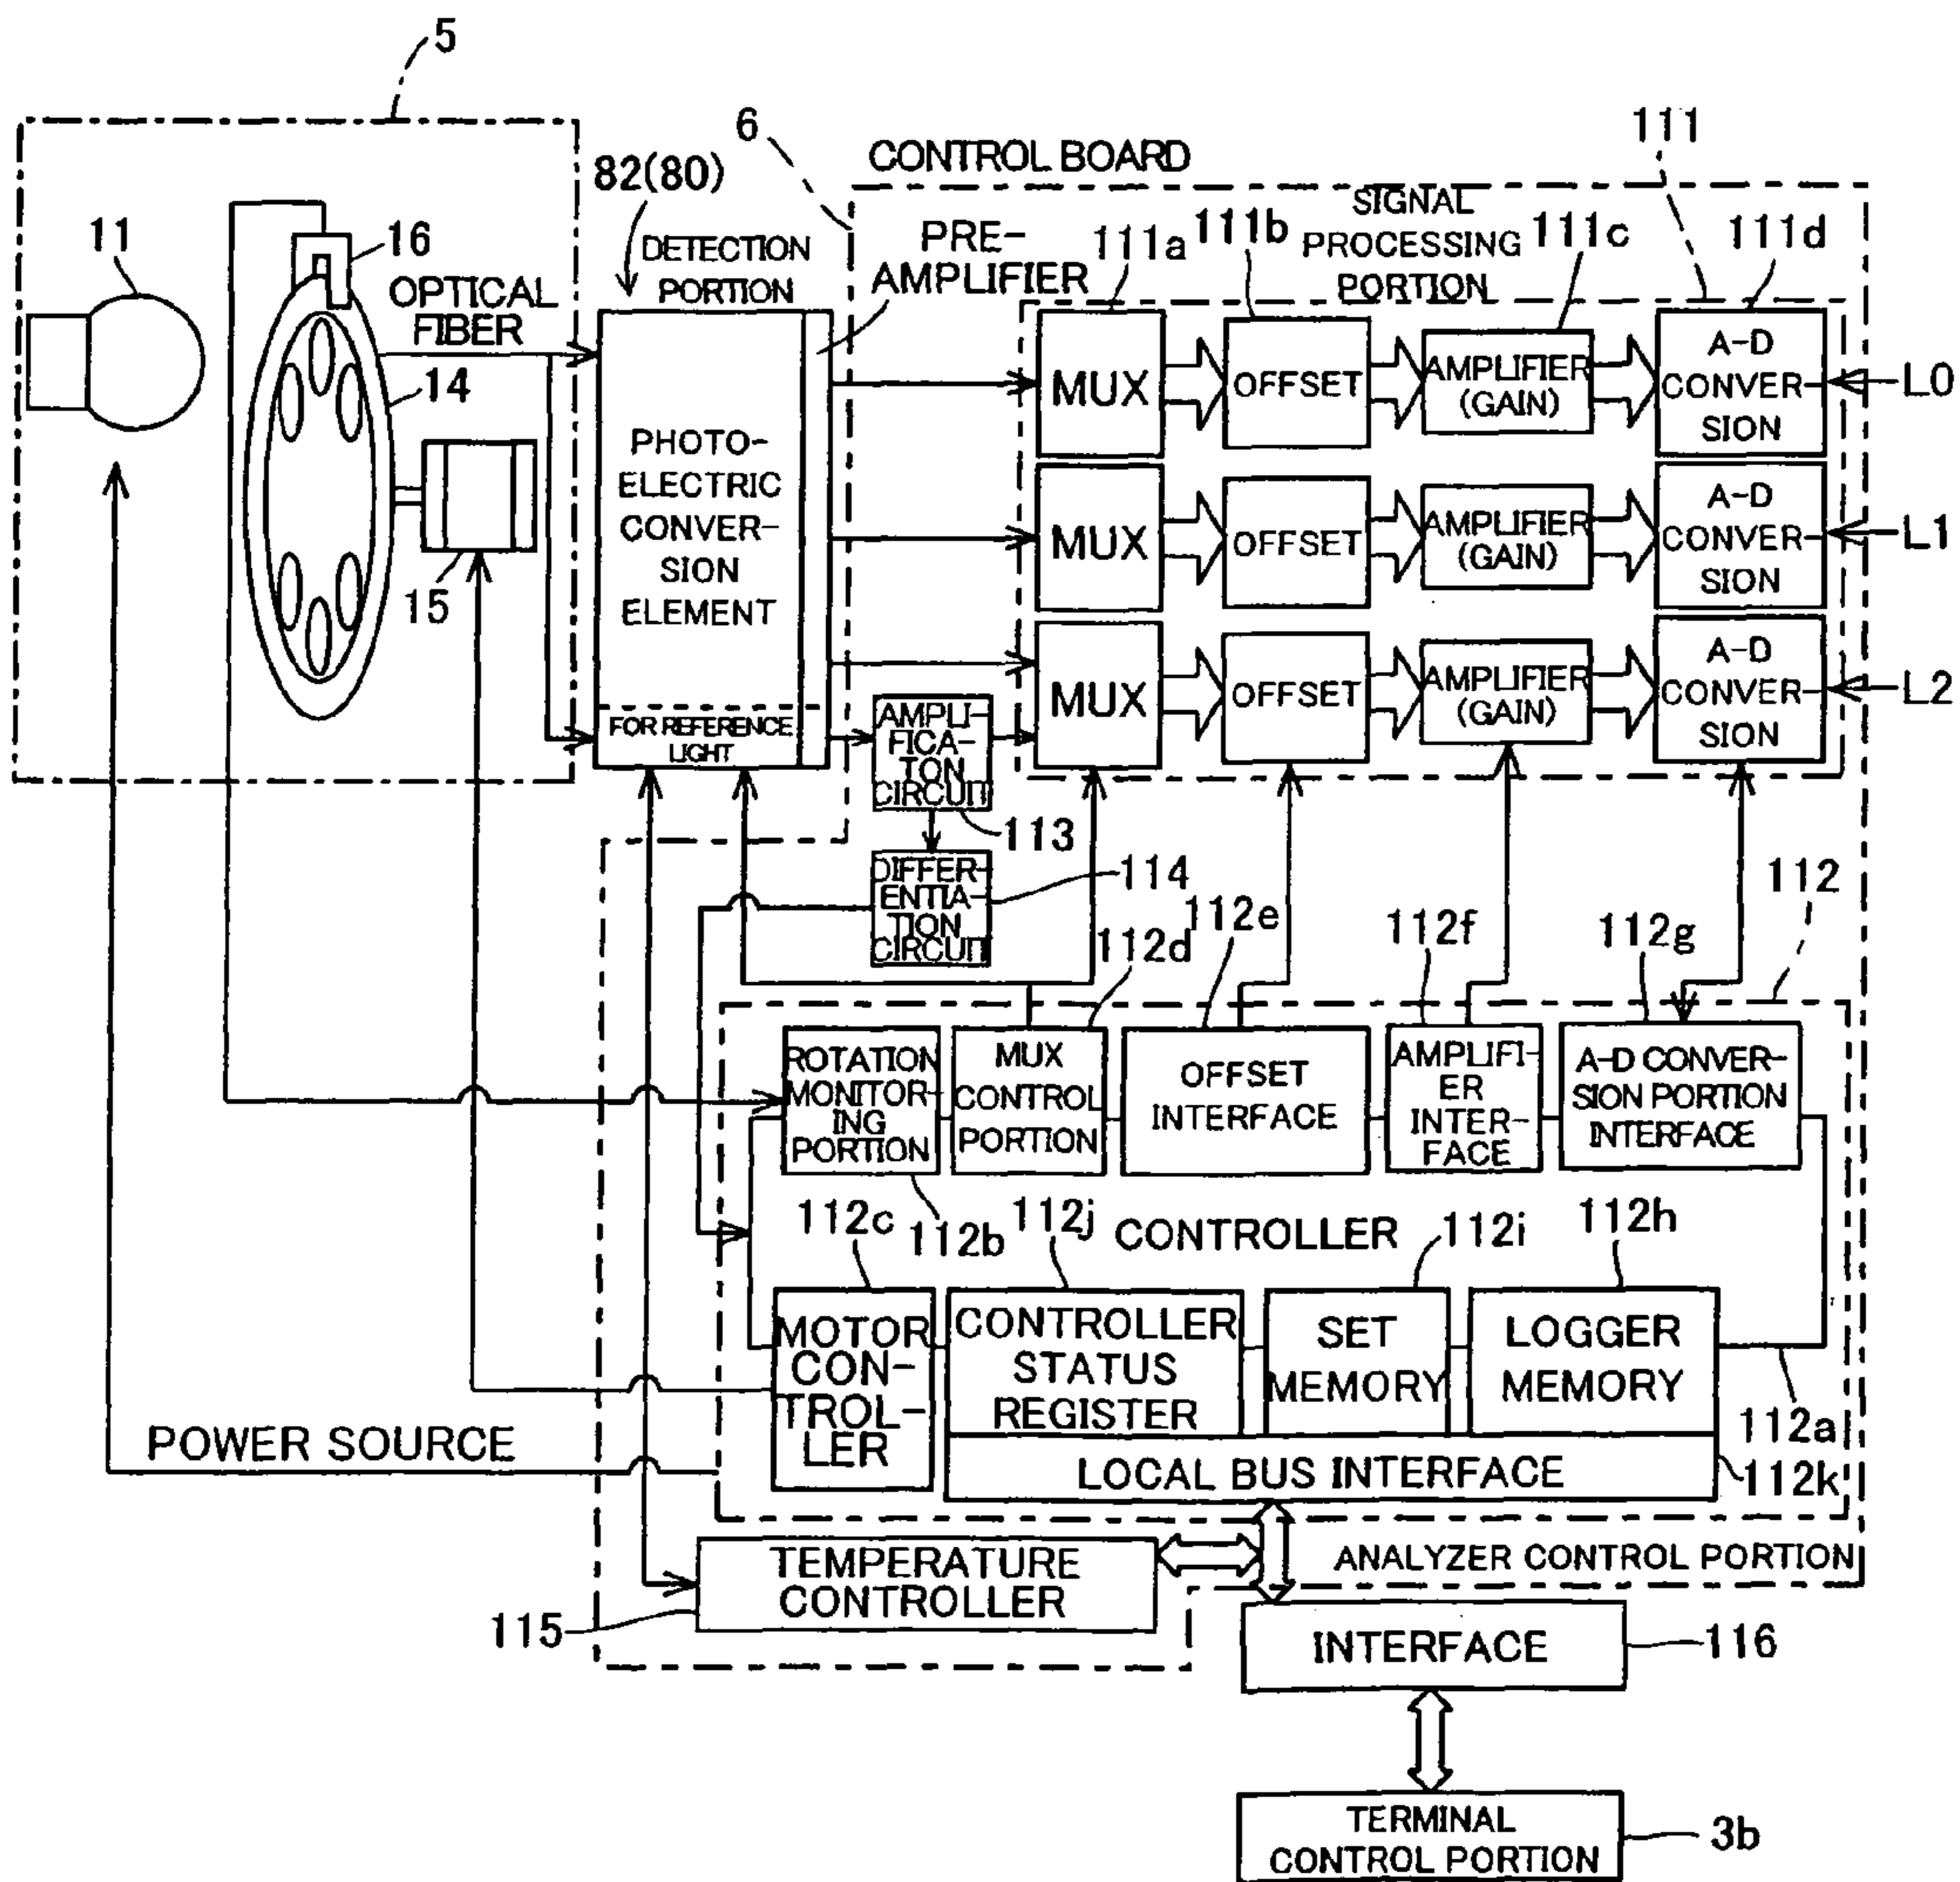 5
6
CONTROL BOARD
111
82(80)
SIGNAL
PROCESSING
PORTION
11
16
DETECTION
PORTION
PRE-
AMPLIFIER
111a
111b
111c
111d
OPTICAL
FIBER
14
15
PHOTO-
ELECTRIC
CONVER-
SION
ELEMENT
FOR REFERENCE
LIGHT
MUX
OFFSET
AMPLIFIER
(GAIN)
A-D
CONVER-
SION
L0
MUX
OFFSET
AMPLIFIER
(GAIN)
A-D
CONVER-
SION
L1
MUX
OFFSET
AMPLIFIER
(GAIN)
A-D
CONVER-
SION
L2
AMPLI-
FICA-
TON
CIRCUIT
113
DIFFER-
ENTIA-
TION
CIRCUIT
114
112d
112e
112f
112g
112
ROTATION
MONITOR-
ING
PORTION
MUX
CONTROL
PORTION
OFFSET
INTERFACE
AMPLIFI-
ER
INTER-
FACE
A-D CONVER-
SION PORTION
INTERFACE
112c
112b
112j
CONTROLLER
112i
112h
MOTOR
CON-
TROL-
LER
CONTROLLER
STATUS
REGISTER
SET
MEMORY
LOGGER
MEMORY
112a
POWER SOURCE
LOCAL BUS INTERFACE
112k
TEMPERATURE
CONTROLLER
115
ANALYZER CONTROL PORTION
INTERFACE
116
TERMINAL
CONTROL PORTION
3b